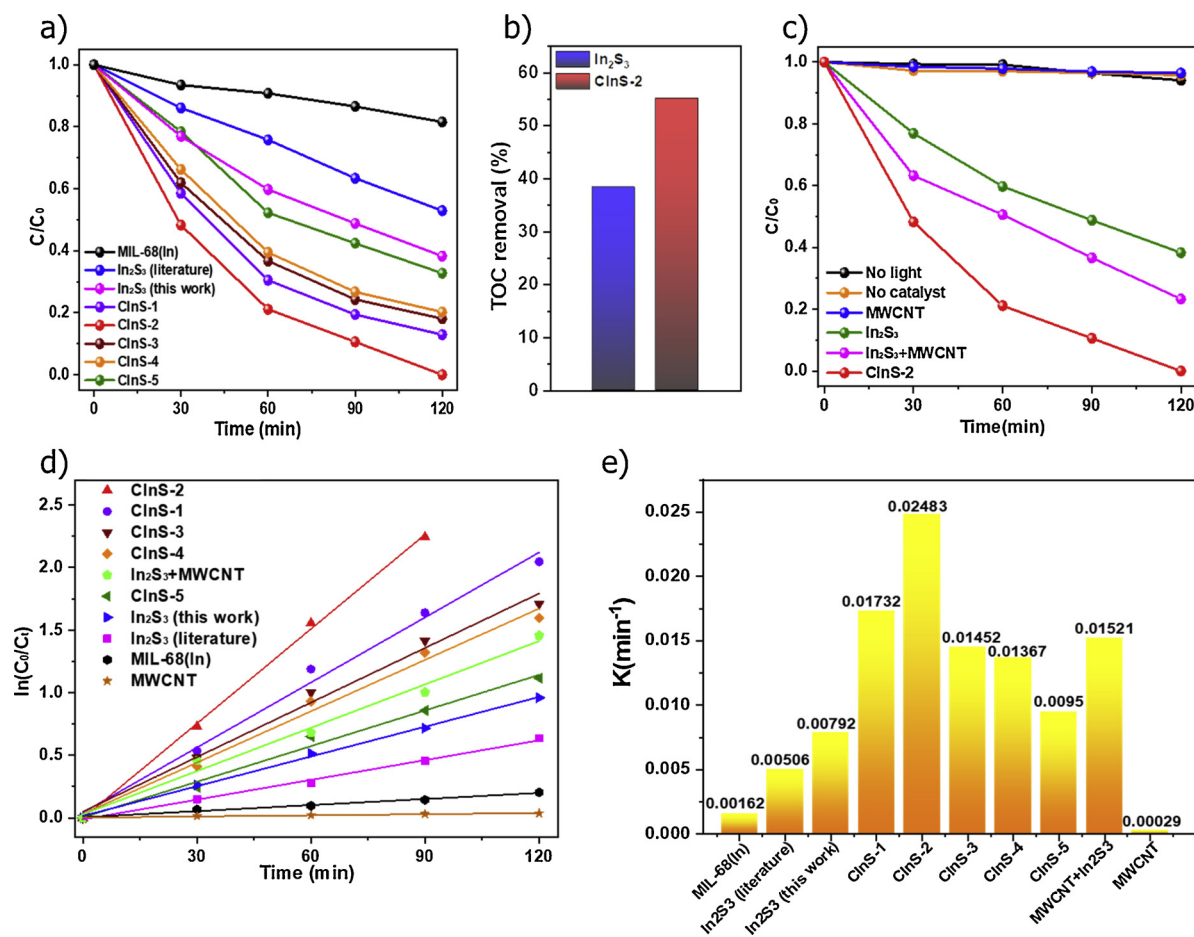 a)
1.0
0.8
0.6
0.4
0.2
0.0
C/C₀
MIL-68(In)
In₂S₃ (literature)
In₂S₃ (this work)
CInS-1
CInS-2
CInS-3
CInS-4
CInS-5
0 30 60 90 120
Time (min)
b)
60
50
40
30
20
10
0
TOC removal (%)
In₂S₃
CInS-2
c)
1.0
0.8
0.6
0.4
0.2
0.0
C/C₀
No light
No catalyst
MWCNT
In₂S₃
In₂S₃+MWCNT
CInS-2
0 30 60 90 120
Time(min)
d)
2.5
2.0
1.5
1.0
0.5
0.0
ln(C₀/Cₜ)
CInS-2
CInS-1
CInS-3
CInS-4
In₂S₃+MWCNT
CInS-5
In₂S₃ (this work)
In₂S₃ (literature)
MIL-68(In)
MWCNT
0 30 60 90 120
Time (min)
e)
0.025
0.020
0.015
0.010
0.005
0.000
K(min⁻¹)
0.00162
0.00506
0.00792
0.01732
0.02483
0.01452
0.01367
0.0095
0.01521
0.00029
MIL-68(In)
In2S3 (literature)
In2S3 (this work)
CInS-1
CInS-2
CInS-3
CInS-4
CInS-5
MWCNT+In2S3
MWCNT